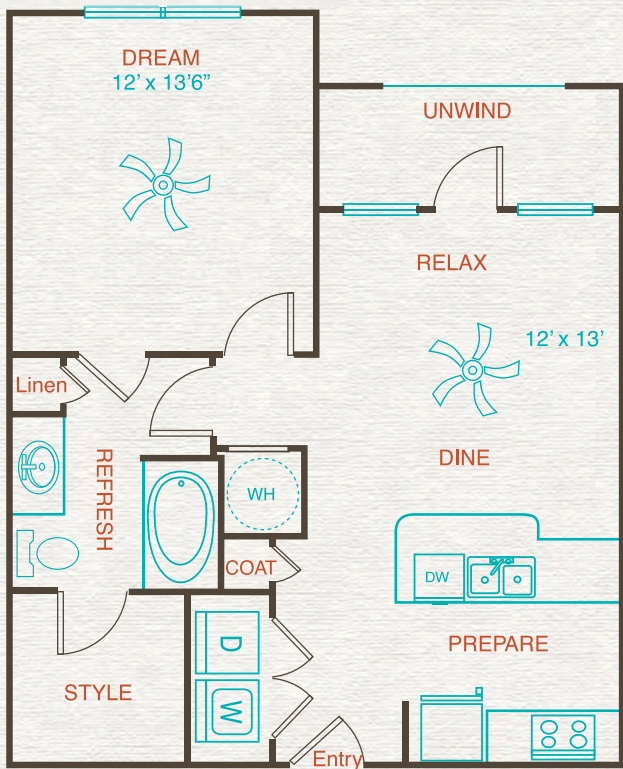 DREAM
12’ x 13’6”
UNWIND
RELAX
12’ x 13’
Linen
DINE
REFRESH
WH
COAT
DW
D
PREPARE
STYLE
W
Entry